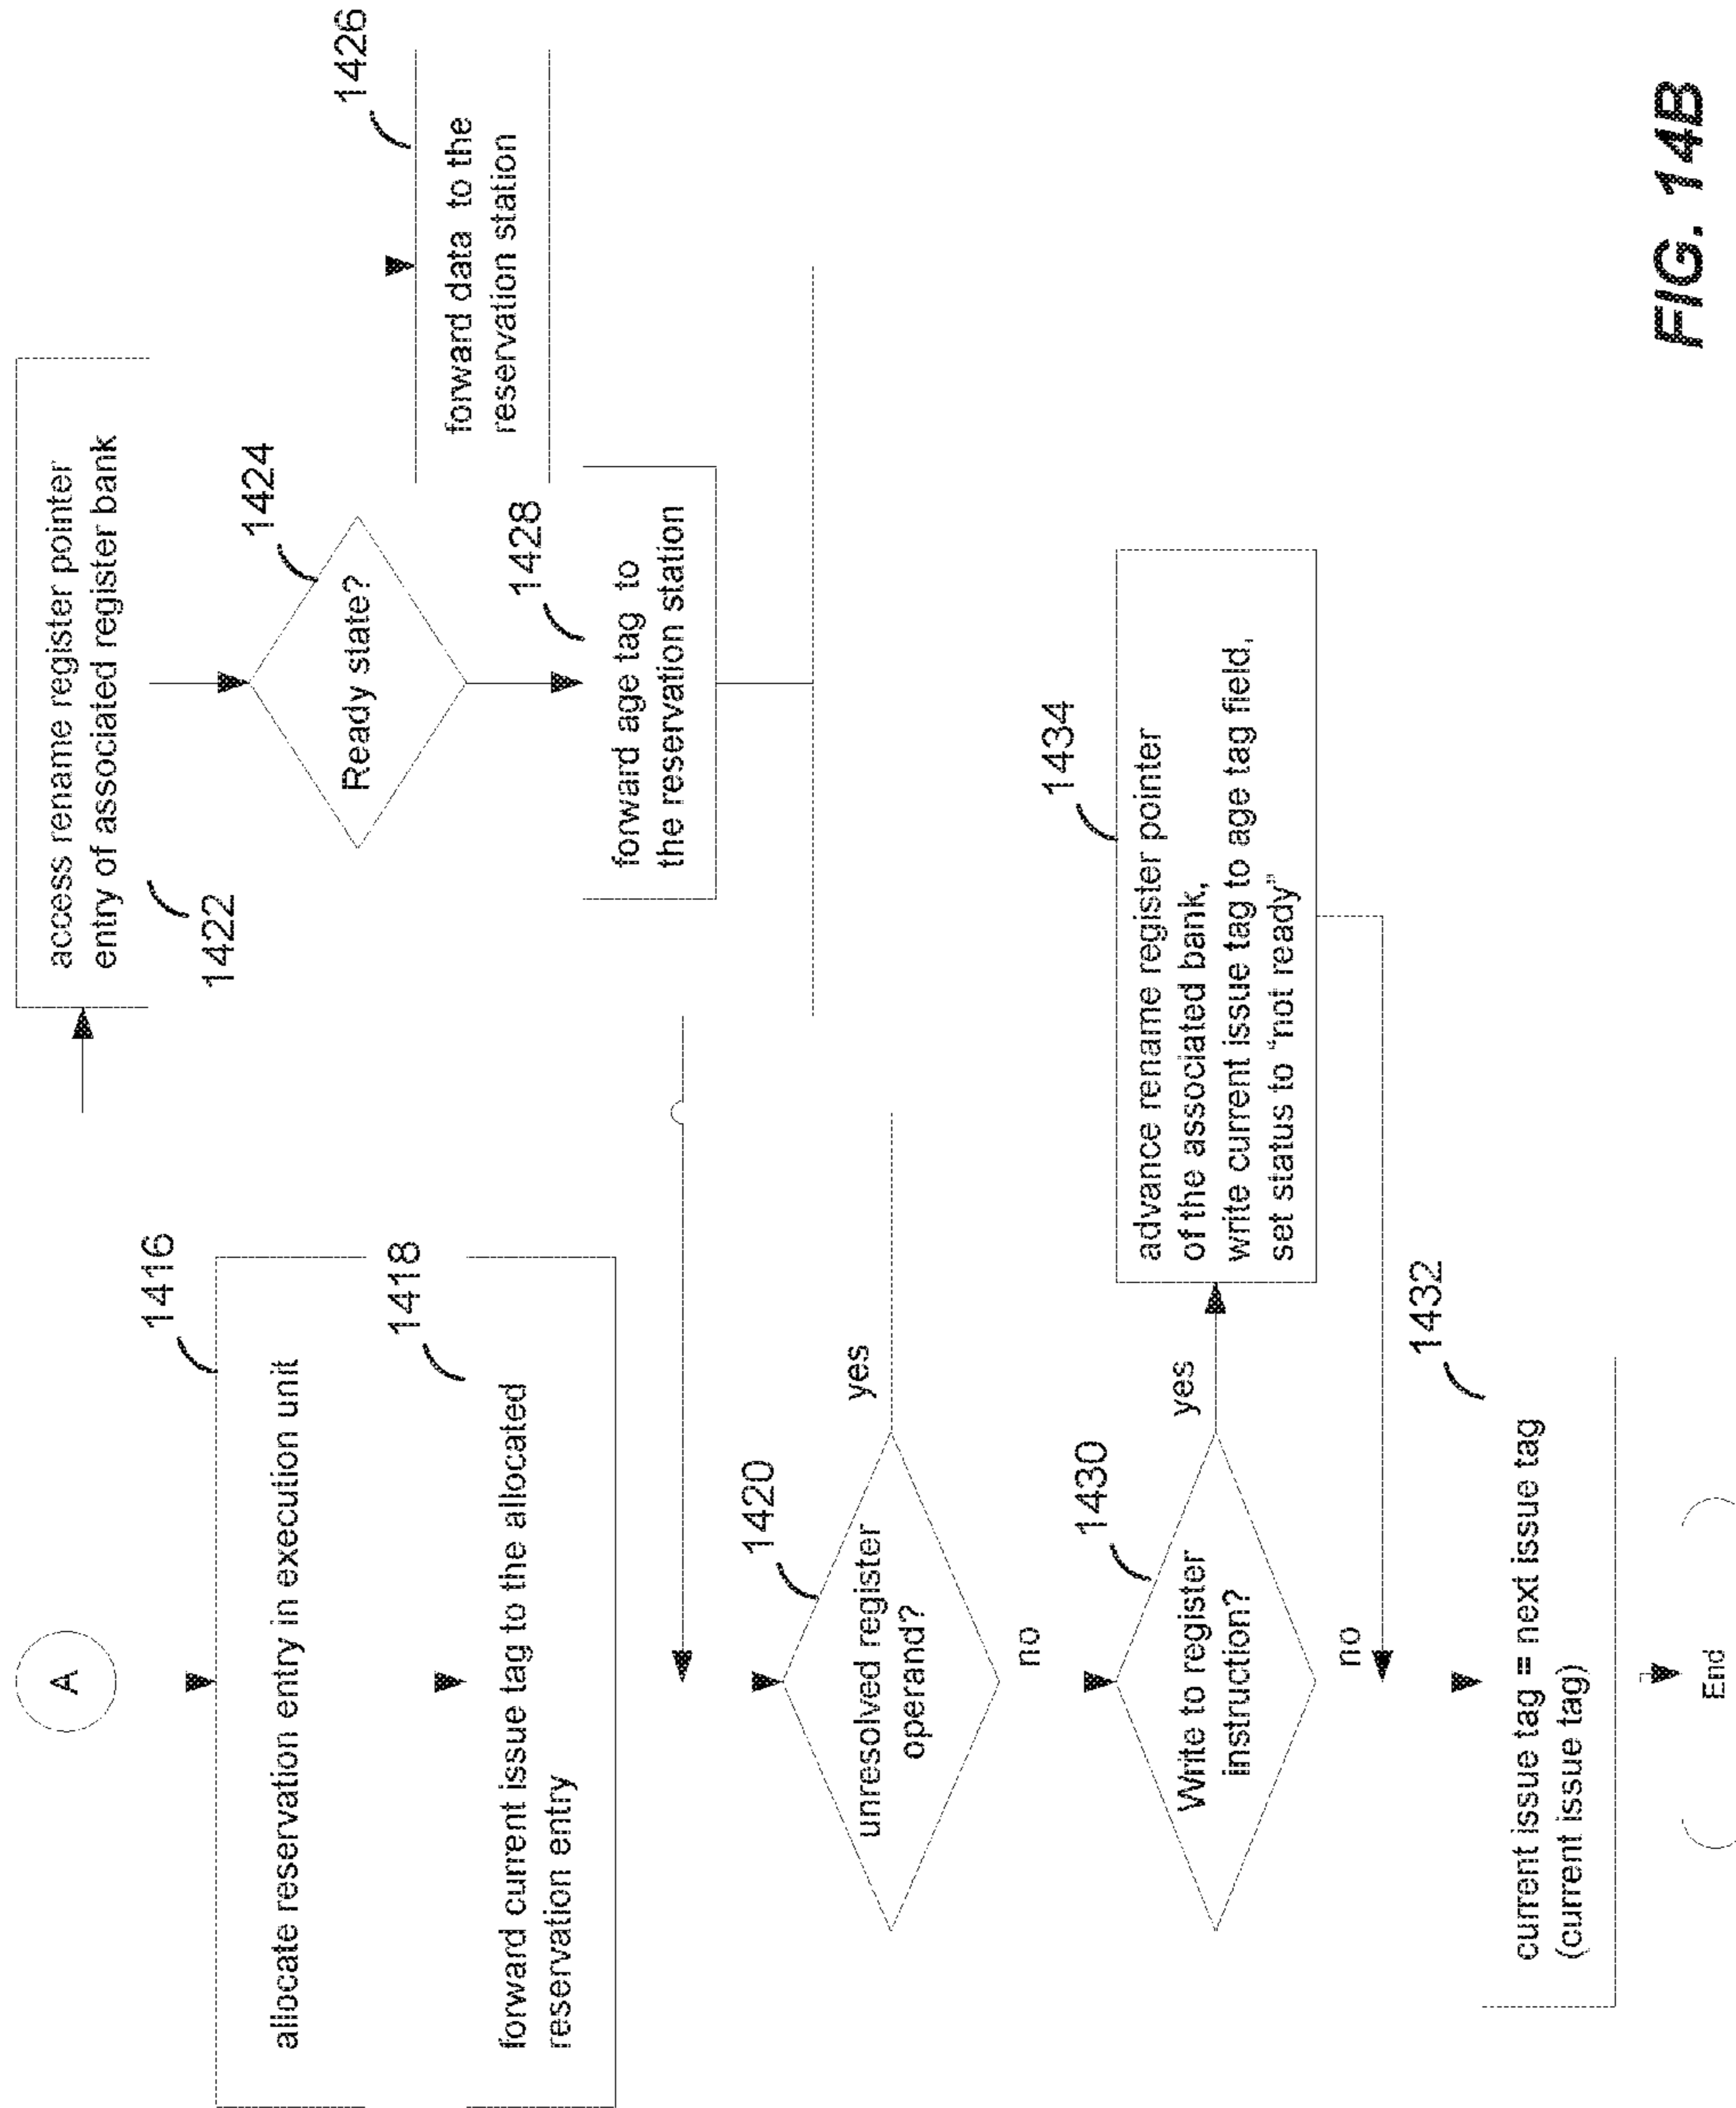 A
1416
allocate reservation entry in execution unit
1418
forward current issue tag to the allocated
reservation entry
1420
unresolved register
operand?
yes
no
access rename register pointer
entry of associated register bank
1422
1424
Ready state?
1426
forward data to the
reservation station
1428
forward age tag to
the reservation station
1430
Write to register
instruction?
yes
no
1434
advance rename register pointer
of the associated bank,
write current issue tag to age tag field,
set status to “not ready”
1432
current issue tag = next issue tag
(current issue tag)
End
FIG. 14B